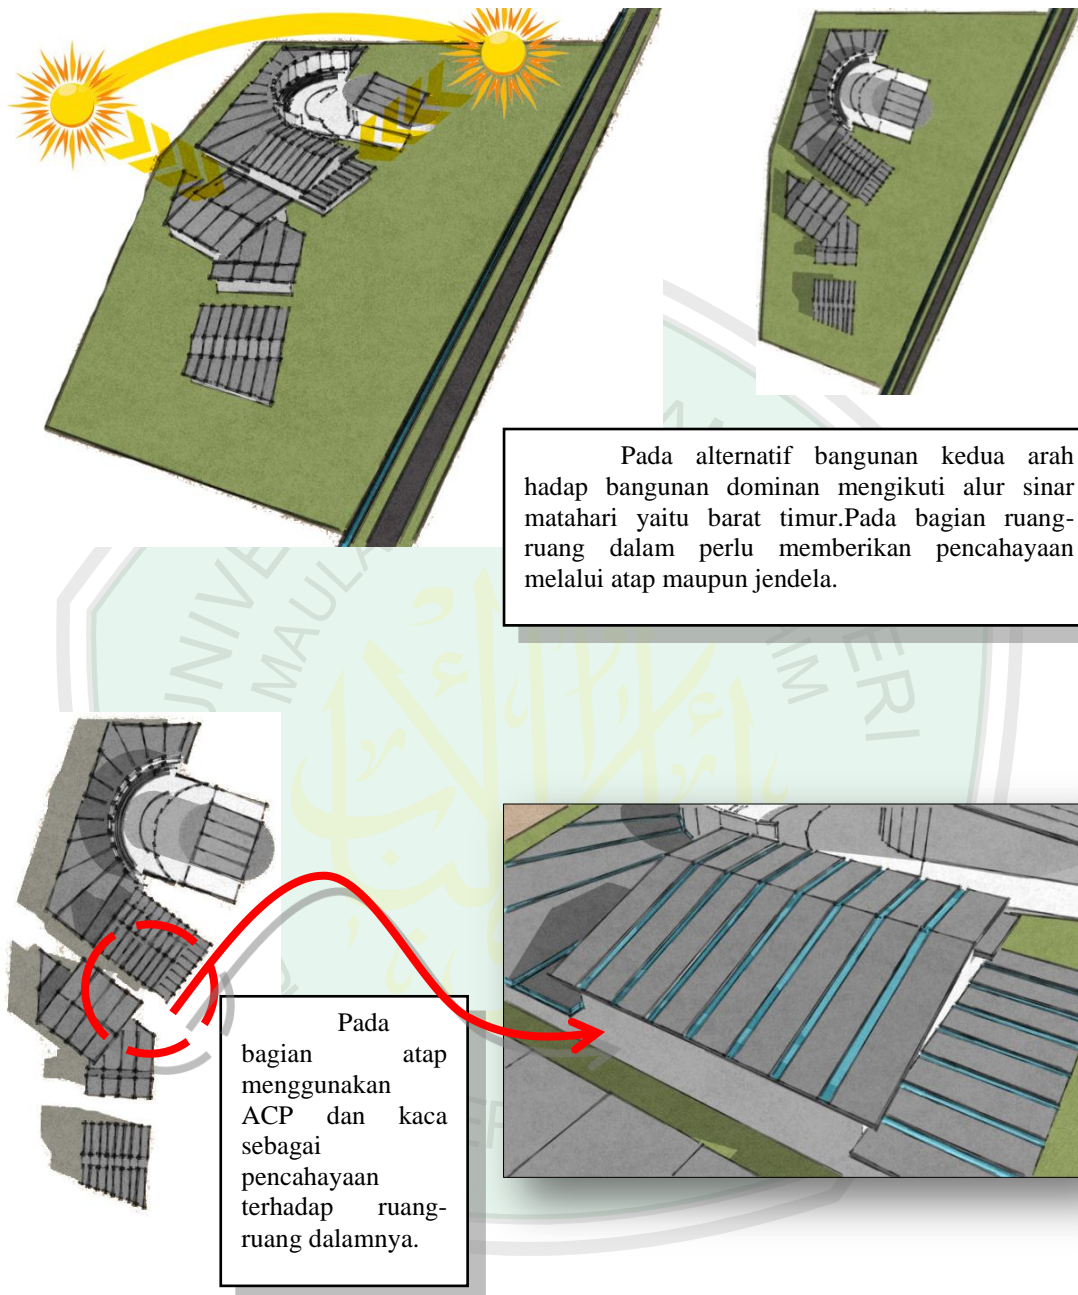 Pada alternatif bangunan kedua arah
hadap bangunan dominan mengikuti alur sinar
matahari yaitu barat timur.Pada bagian ruang-
ruang dalam perlu memberikan pencahayaan
melalui atap maupun jendela.
Pada
bagian atap
menggunakan
ACP dan kaca
sebagai
pencahayaan
terhadap ruang-
ruang dalamnya.